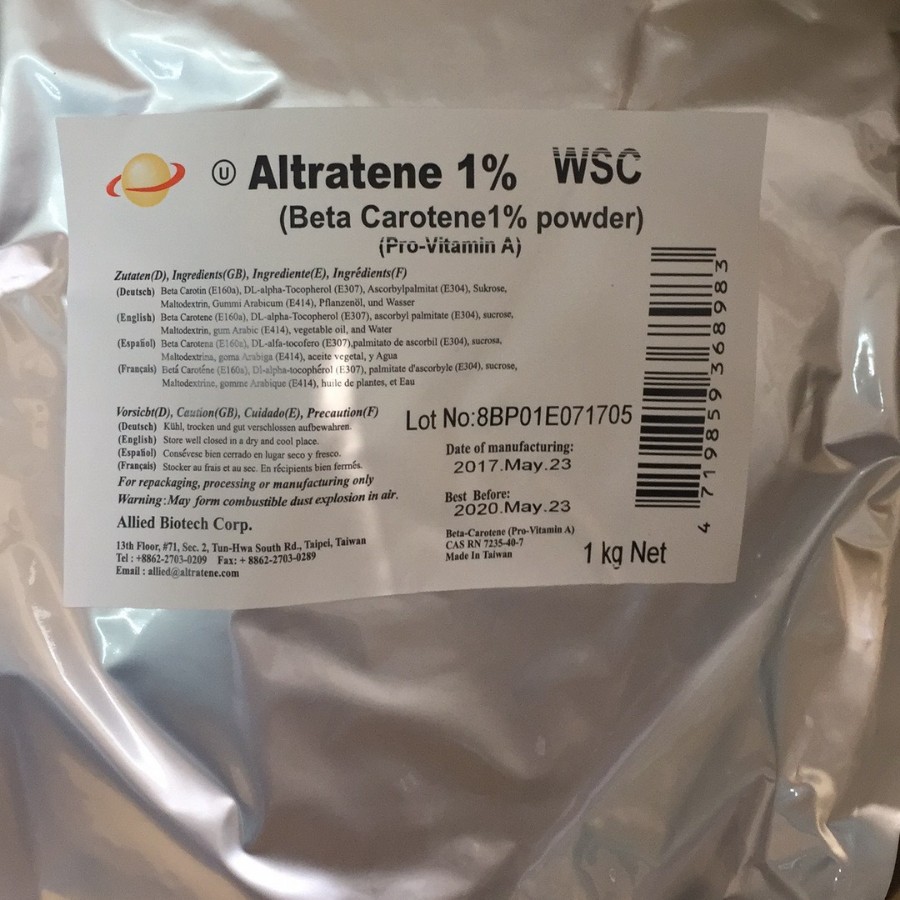 Ⓤ Altratene 1% WSC
(Beta Carotene1% powder)
(Pro-Vitamin A)
Zutaten(D), Ingredients(GB), Ingrediente(E), Ingrédients(F)
(Deutsch) Beta Carotin (E160a), DL-alpha-Tocopherol (E307), Ascorbylpalmitat (E304), Sukrose,
Maltodextrin, Gummi Arabicum (E414), Pflanzenöl, und Wasser
(English) Beta Carotene (E160a), DL-alpha-Tocopherol (E307), ascorbyl palmitate (E304), sucrose,
Maltodextrin, gum Arabic (E414), vegetable oil, and Water
(Español) Beta Carotena (E160a), DL-alfa-tocofero (E307),palmitato de ascorbil (E304), sucrosa,
Maltodextrina, goma Arabiga (E414), aceite vegetal, y Agua
(Français) Betá Carotène (E160a), Dl-alpha-tocophérol (E307), palmitate d'ascorbyle (E304), sucrose,
Maltodextrine, gomme Arabique (E414), huile de plantes, et Eau
Vorsicht(D), Caution(GB), Cuidado(E), Precaution(F)
(Deutsch) Kühl, trocken und gut verschlossen aufbewahren.
(English) Store well closed in a dry and cool place.
(Español) Consévese bien cerrado en lugar seco y fresco.
(Français) Stocker au frais et au sec. En récipients bien fermés.
For repackaging, processing or manufacturing only
Warning:May form combustible dust explosion in air.
Allied Biotech Corp.
13th Floor, #71, Sec. 2, Tun-Hwa South Rd., Taipei, Taiwan
Tel : +8862-2703-0209 Fax: + 8862-2703-0289
Email : allied@altratene.com
Lot No:8BP01E071705
Date of manufacturing:
2017.May.23
Best Before:
2020.May.23
Beta-Carotene (Pro-Vitamin A)
CAS RN 7235-40-7
Made In Taiwan
1 kg Net
4 719859 368983